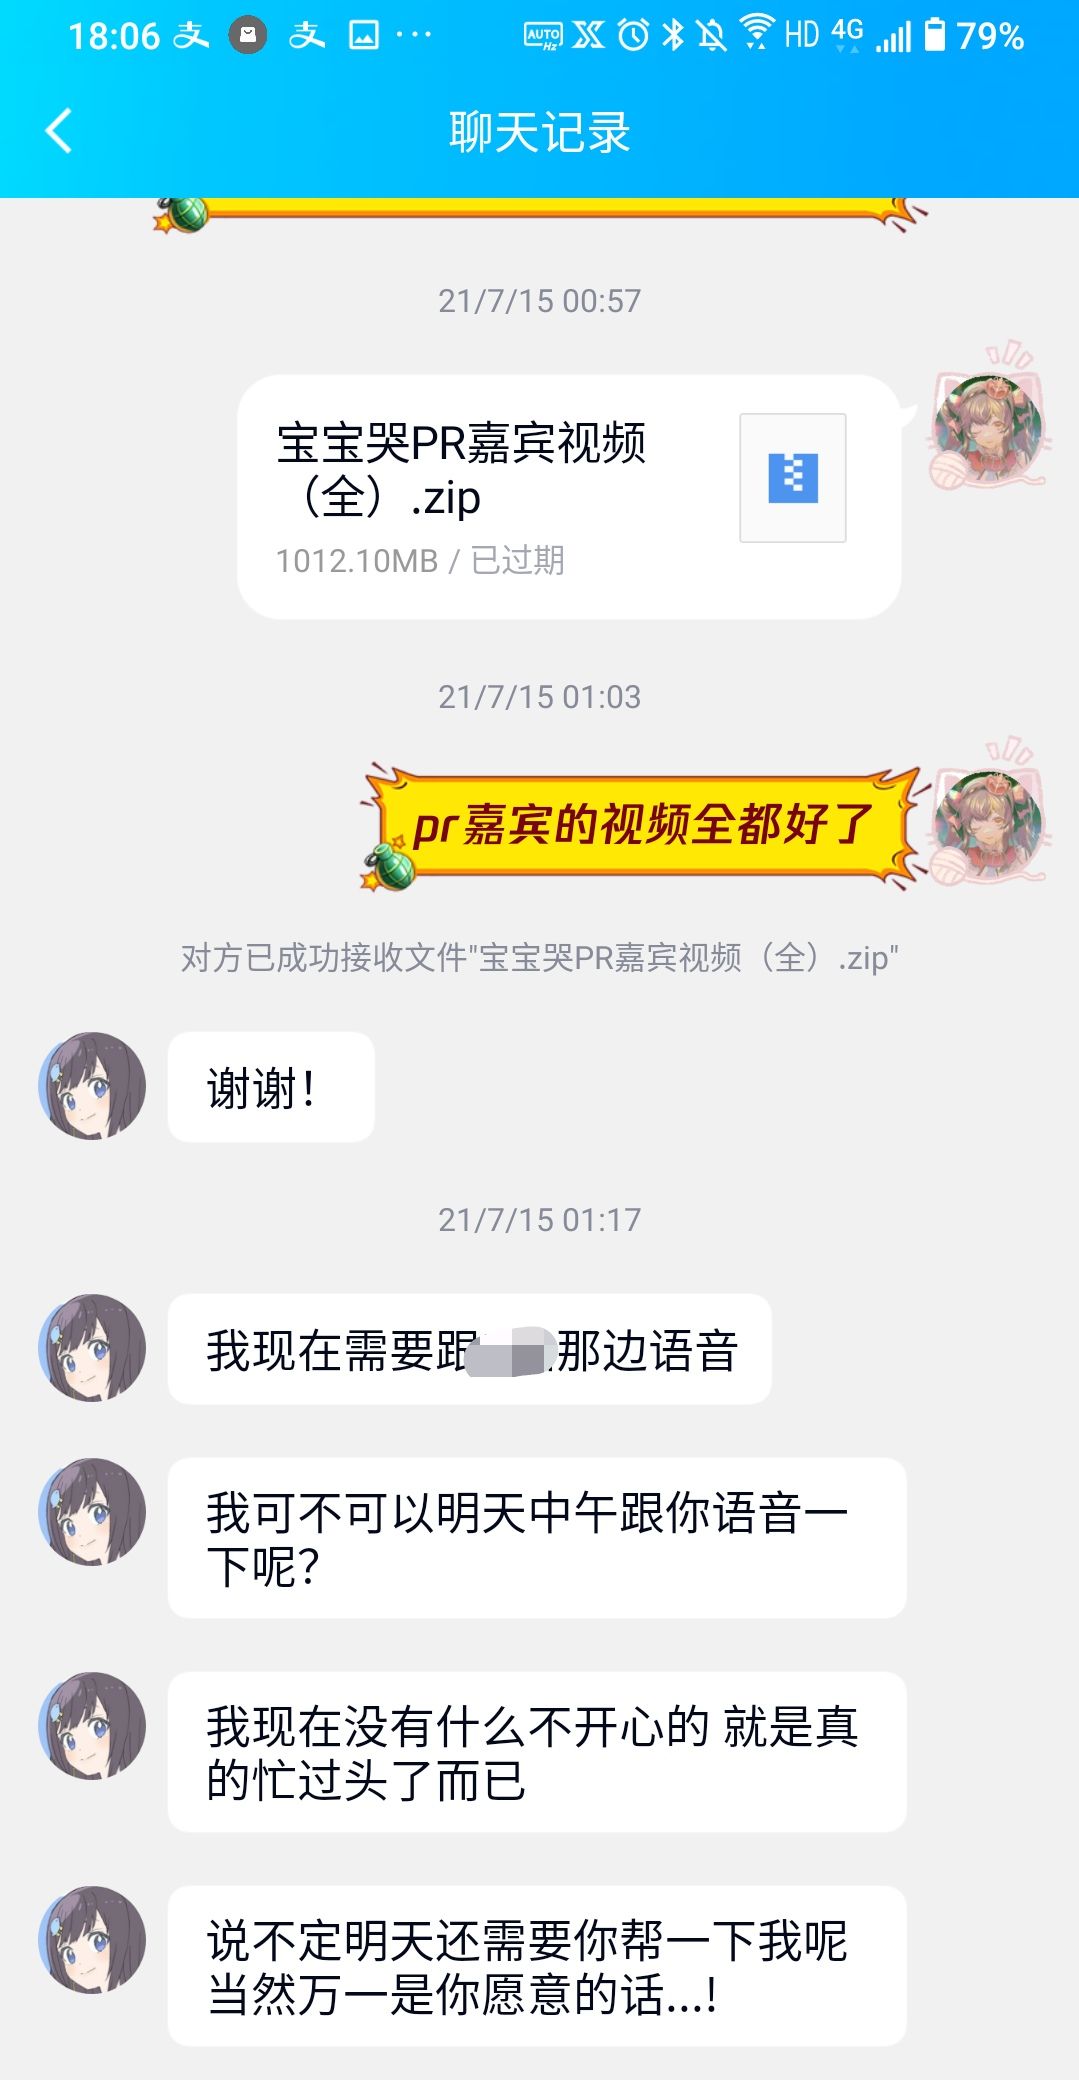 18:06 支 支 ··· AUTO Hz HD 4G 79%
聊天记录
21/7/15 00:57
宝宝哭PR嘉宾视频
（全）.zip
1012.10MB / 已过期
21/7/15 01:03
pr嘉宾的视频全都好了
对方已成功接收文件"宝宝哭PR嘉宾视频（全）.zip"
谢谢！
21/7/15 01:17
我现在需要跟 那边语音
我可不可以明天中午跟你语音一
下呢？
我现在没有什么不开心的 就是真
的忙过头了而已
说不定明天还需要你帮一下我呢
当然万一是你愿意的话...!